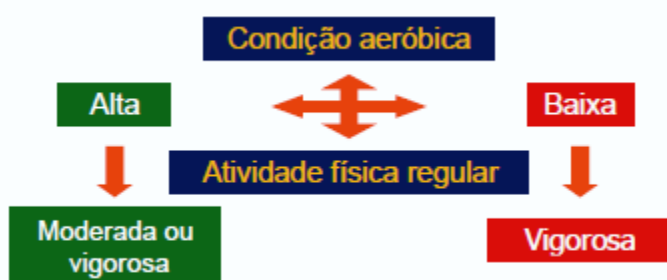 Condição aeróbica
Alta
Baixa
Atividade física regular
Moderada ou
vigorosa
Vigorosa